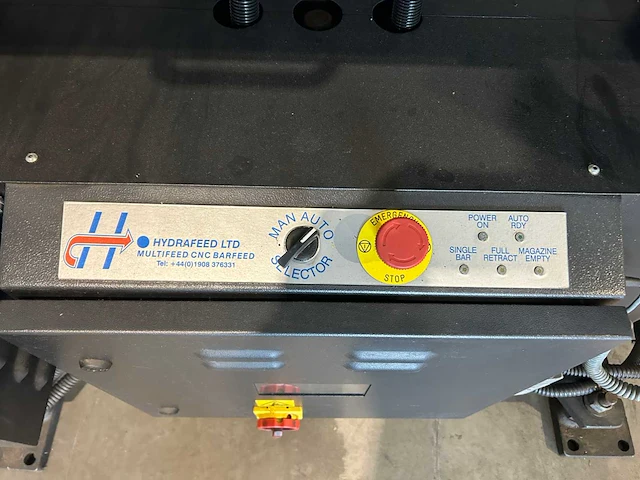 HYDRAFEED LTD
MULTIFEED CNC BARFEED
Tel: +44(0)1908 376331
MAN AUTO
SELECTOR
EMERGENCY
STOP
POWER
ON
AUTO
RDY
SINGLE
BAR
FULL
RETRACT
MAGAZINE
EMPTY